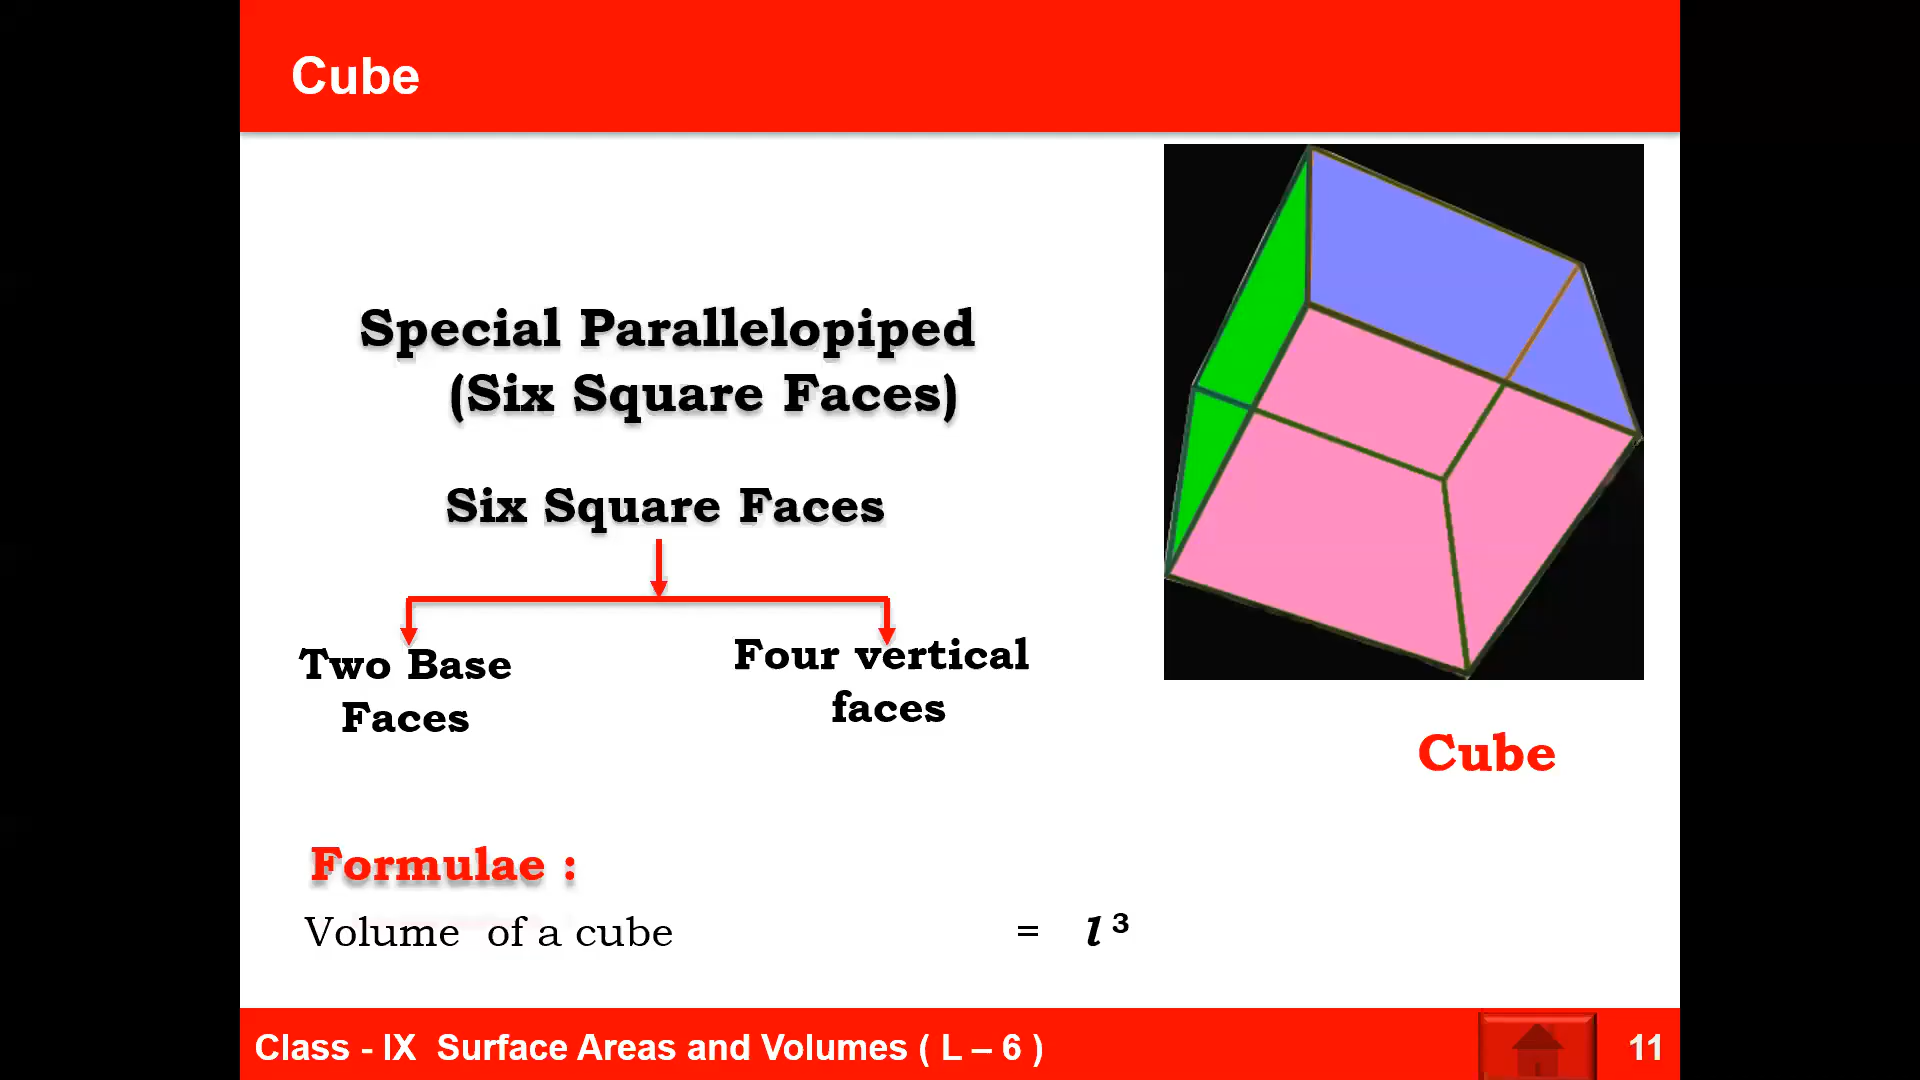 Cube
Special Parallelopiped
(Six Square Faces)
Six Square Faces
Two Base
Faces
Four vertical
faces
Cube
Formulae :
Volume of a cube = l ³
Class - IX Surface Areas and Volumes ( L – 6 )
11